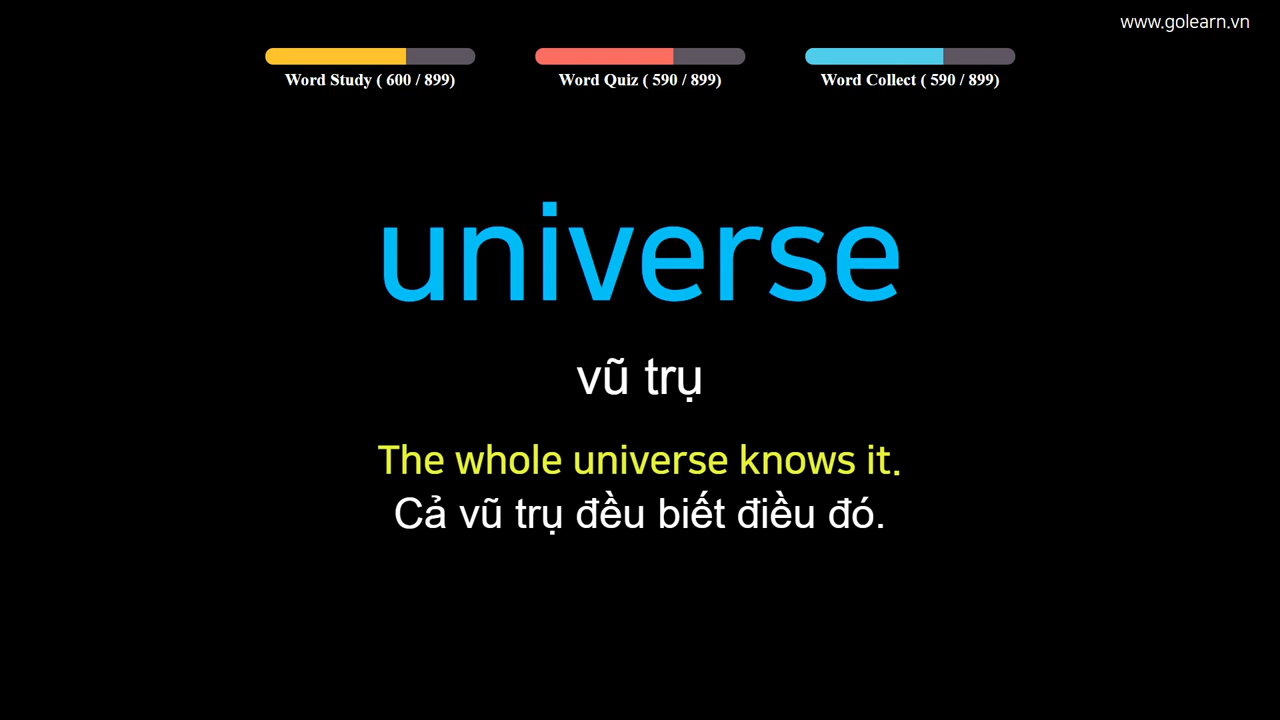 www.golearn.vn
Word Study ( 600 / 899)
Word Quiz ( 590 / 899)
Word Collect ( 590 / 899)
universe
vũ trụ
The whole universe knows it.
Cả vũ trụ đều biết điều đó.